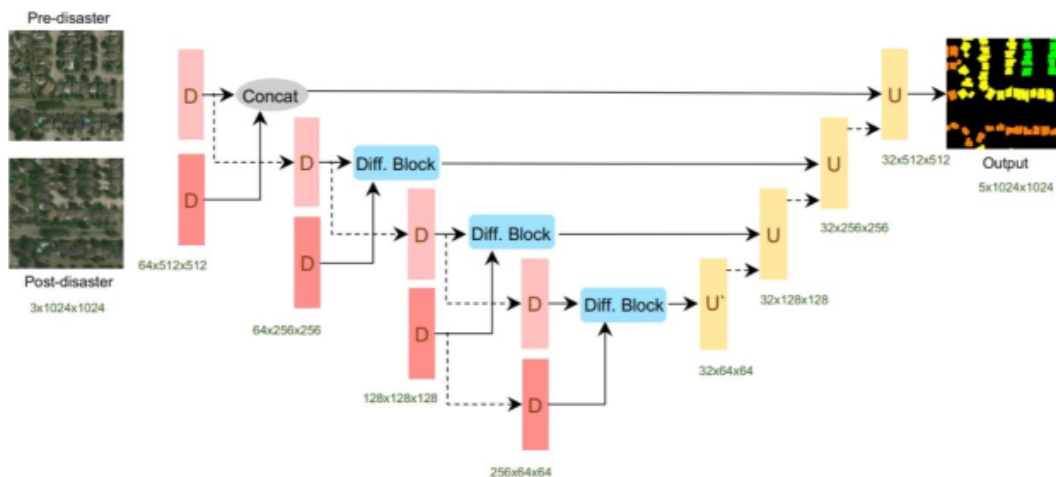 Pre-disaster
Post-disaster
3x1024x1024
D
D
64x512x512
Concat
D
D
64x256x256
Diff. Block
D
D
128x128x128
Diff. Block
D
D
256x64x64
Diff. Block
U`
32x64x64
U
32x128x128
U
32x256x256
U
32x512x512
Output
5x1024x1024